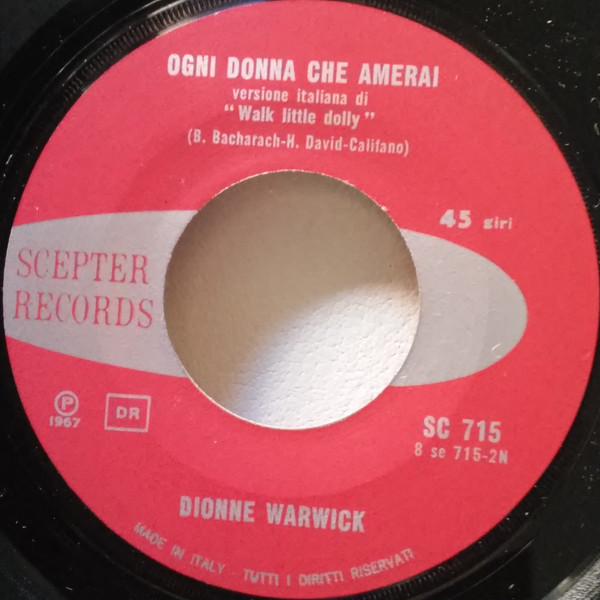 OGNI DONNA CHE AMERAI
versione italiana di
"Walk little dolly"
(B. Bacharach-H. David-Califano)
45 giri
SCEPTER
RECORDS
P
1967
DR
SC 715
8 se 715-2N
DIONNE WARWICK
MADE IN ITALY - TUTTI I DIRITTI RISERVATI